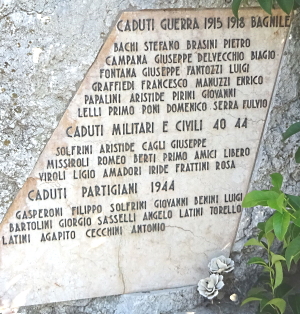 CADUTI GUERRA 1915 1918 BAGNILE
BACHI STEFANO BRASINI PIETRO
CAMPANA GIUSEPPE DELVECCHIO BIAGIO
FONTANA GIUSEPPE FANTOZZI LUIGI
GRAFFIEDI FRANCESCO MANUZZI ENRICO
PAPALINI ARISTIDE PIRINI GIOVANNI
LELLI PRIMO PONI DOMENICO SERRA FULVIO
CADUTI MILITARI E CIVILI 40 44
SOLFRINI ARISTIDE CAGLI GIUSEPPE
MISSIROLI ROMEO BERTI PRIMO AMICI LIBERO
VIROLI LIGIO AMADORI IRIDE FRATTINI ROSA
CADUTI PARTIGIANI 1944
GASPERONI FILIPPO SOLFRINI GIOVANNI BENINI LUIGI
BARTOLINI GIORGIO SASSELLI ANGELO LATINI TORELLO
LATINI AGAPITO CECCHINI ANTONIO